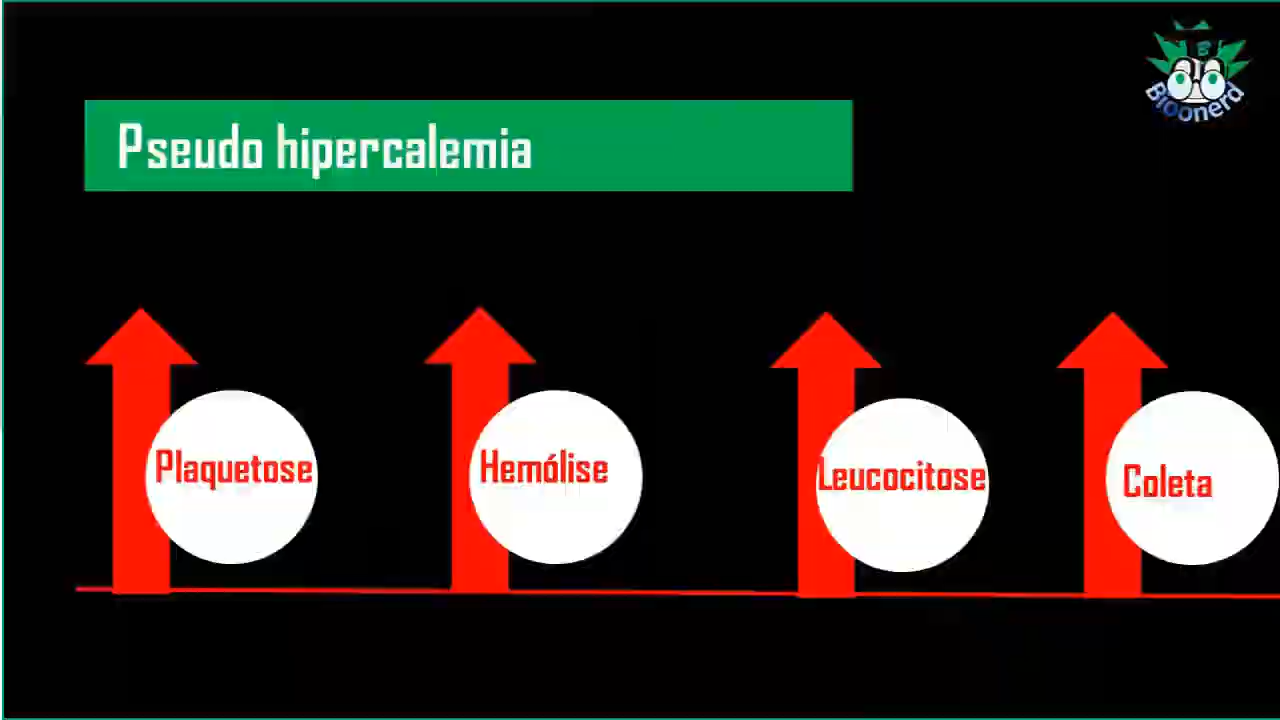 B
Bioonerd
Pseudo hipercalemia
Plaquetose
Hemólise
Leucocitose
Coleta